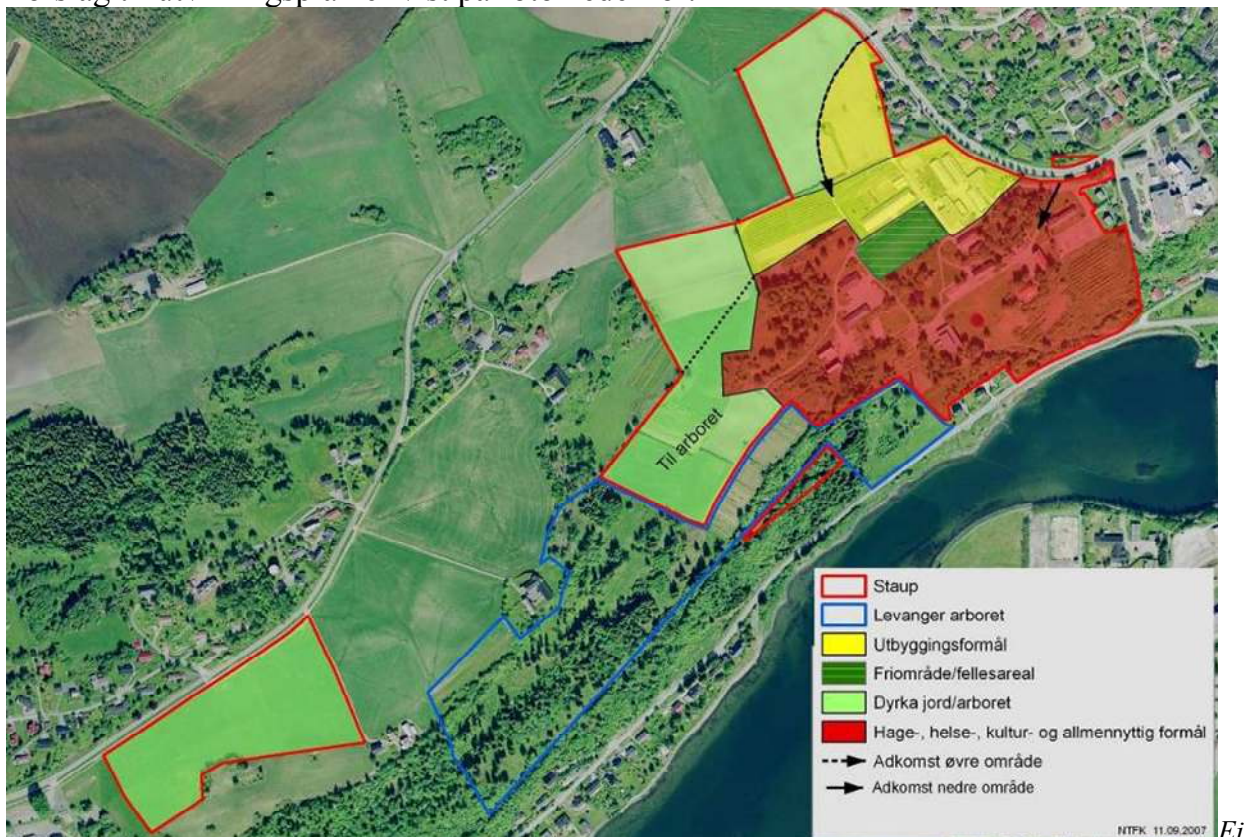 Til arboret
Staup
Levanger arboret
Utbyggingsformål
Friområde/fellesareal
Dyrka jord/arboret
Hage-, helse-, kultur- og allmennyttig formål
Adkomst øvre område
Adkomst nedre område
NTFK 11.09.2007 Ei